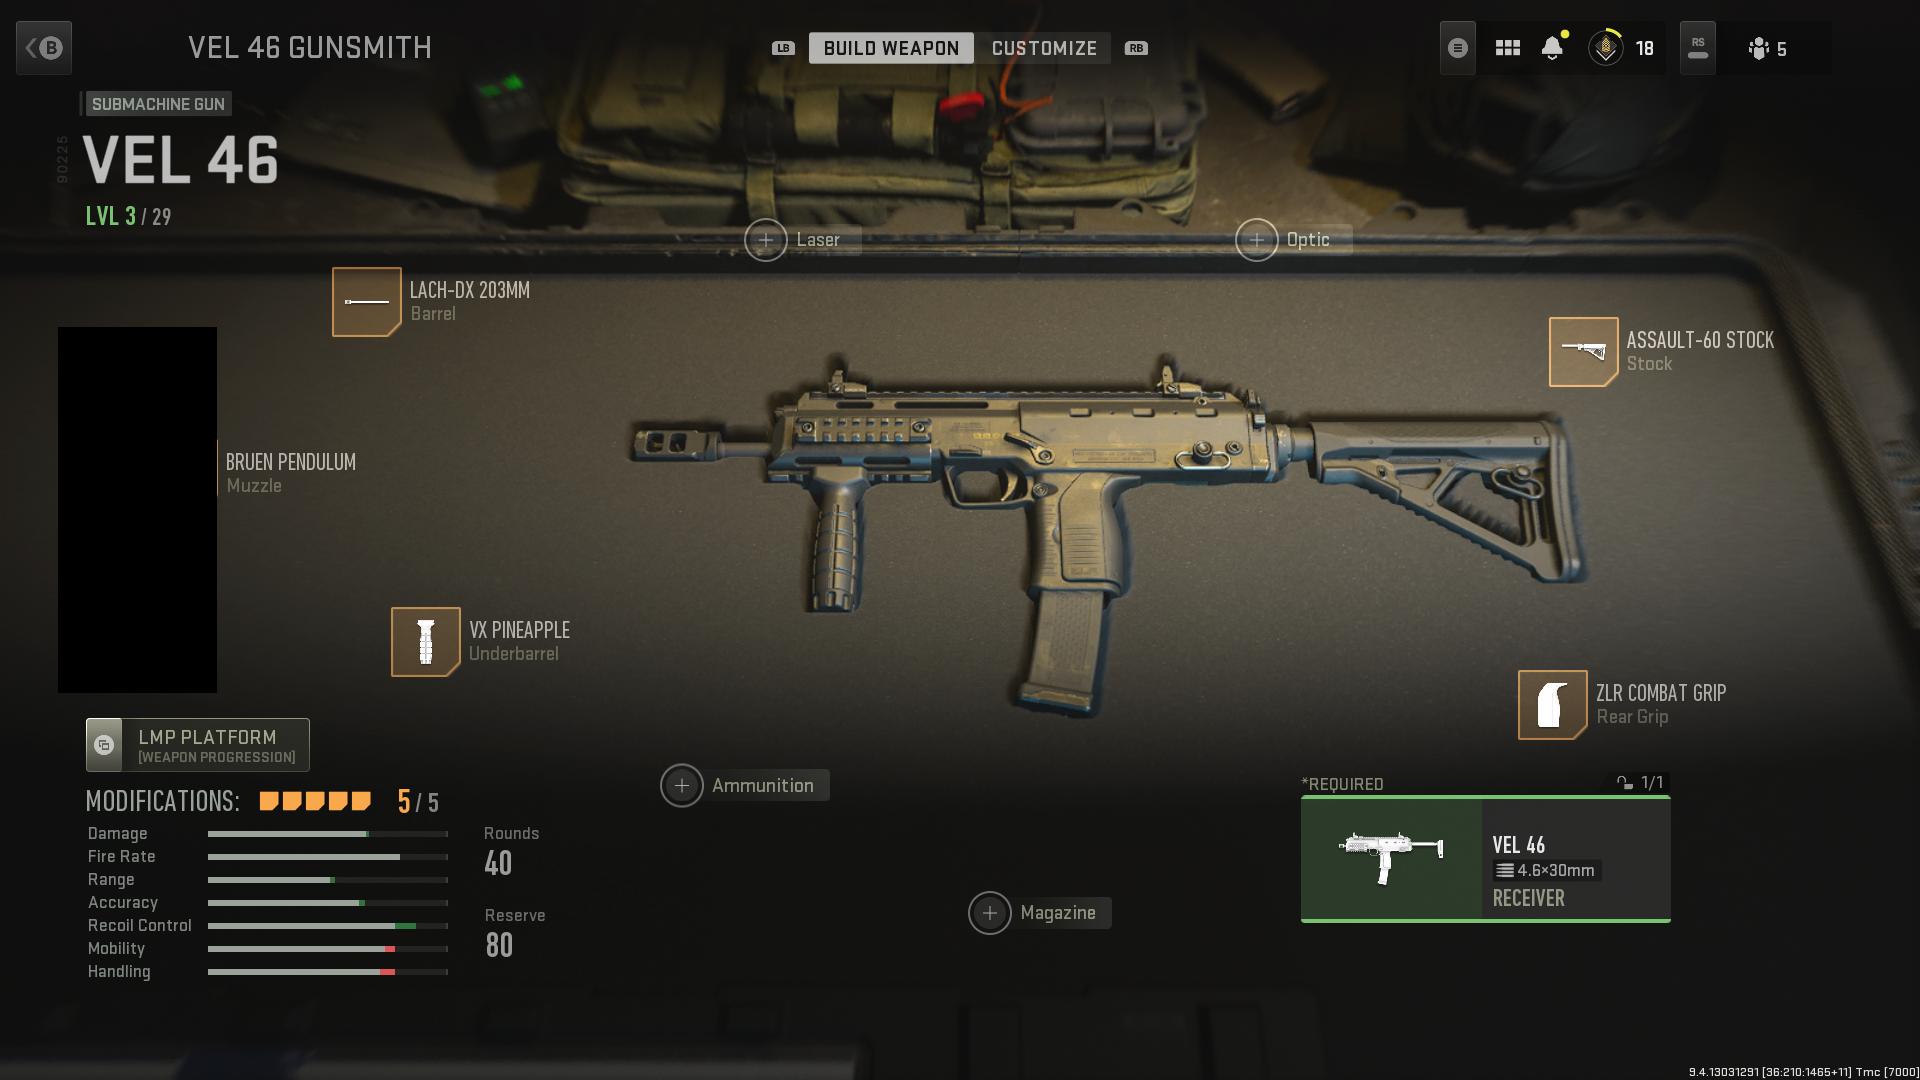 B
VEL 46 GUNSMITH
LB
BUILD WEAPON
CUSTOMIZE
RB
18
RS
5
SUBMACHINE GUN
90225
VEL 46
LVL 3 / 29
Laser
Optic
LACH-DX 203MM
Barrel
ASSAULT-60 STOCK
Stock
BRUEN PENDULUM
Muzzle
VX PINEAPPLE
Underbarrel
ZLR COMBAT GRIP
Rear Grip
LMP PLATFORM
[WEAPON PROGRESSION]
Ammunition
*REQUIRED
1/1
MODIFICATIONS: 5 / 5
Damage
Fire Rate
Range
Accuracy
Recoil Control
Mobility
Handling
Rounds
40
Reserve
80
Magazine
VEL 46
4.6×30mm
RECEIVER
9.4.13031291 [36:210:1465+11] Tmc [7000]